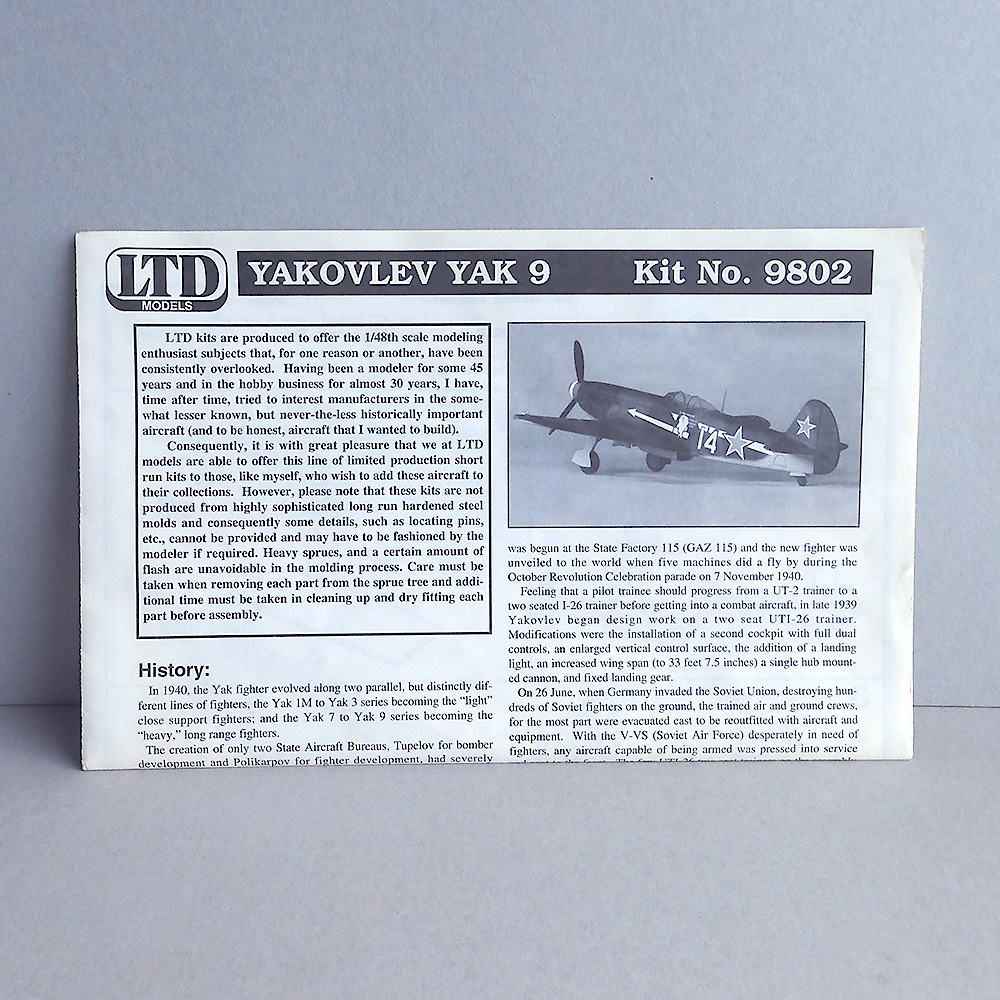 LTD
MODELS
YAKOVLEV YAK 9 Kit No. 9802
LTD kits are produced to offer the 1/48th scale modeling
enthusiast subjects that, for one reason or another, have been
consistently overlooked. Having been a modeler for some 45
years and in the hobby business for almost 30 years, I have,
time after time, tried to interest manufacturers in the some-
what lesser known, but never-the-less historically important
aircraft (and to be honest, aircraft that I wanted to build).
Consequently, it is with great pleasure that we at LTD
models are able to offer this line of limited production short
run kits to those, like myself, who wish to add these aircraft to
their collections. However, please note that these kits are not
produced from highly sophisticated long run hardened steel
molds and consequently some details, such as locating pins,
etc., cannot be provided and may have to be fashioned by the
modeler if required. Heavy sprues, and a certain amount of
flash are unavoidable in the molding process. Care must be
taken when removing each part from the sprue tree and addi-
tional time must be taken in cleaning up and dry fitting each
part before assembly.
History:
In 1940, the Yak fighter evolved along two parallel, but distinctly dif-
ferent lines of fighters, the Yak 1M to Yak 3 series becoming the "light"
close support fighters; and the Yak 7 to Yak 9 series becoming the
"heavy," long range fighters.
The creation of only two State Aircraft Bureaus, Tupelov for bomber
development and Polikarpov for fighter development, had severely
T4
was begun at the State Factory 115 (GAZ 115) and the new fighter was
unveiled to the world when five machines did a fly by during the
October Revolution Celebration parade on 7 November 1940.
Feeling that a pilot trainee should progress from a UT-2 trainer to a
two seated I-26 trainer before getting into a combat aircraft, in late 1939
Yakovlev began design work on a two seat UTI-26 trainer.
Modifications were the installation of a second cockpit with full dual
controls, an enlarged vertical control surface, the addition of a landing
light, an increased wing span (to 33 feet 7.5 inches) a single hub mount-
ed cannon, and fixed landing gear.
On 26 June, when Germany invaded the Soviet Union, destroying hun-
dreds of Soviet fighters on the ground, the trained air and ground crews,
for the most part were evacuated east to be reoutfitted with aircraft and
equipment. With the V-VS (Soviet Air Force) desperately in need of
fighters, any aircraft capable of being armed was pressed into service